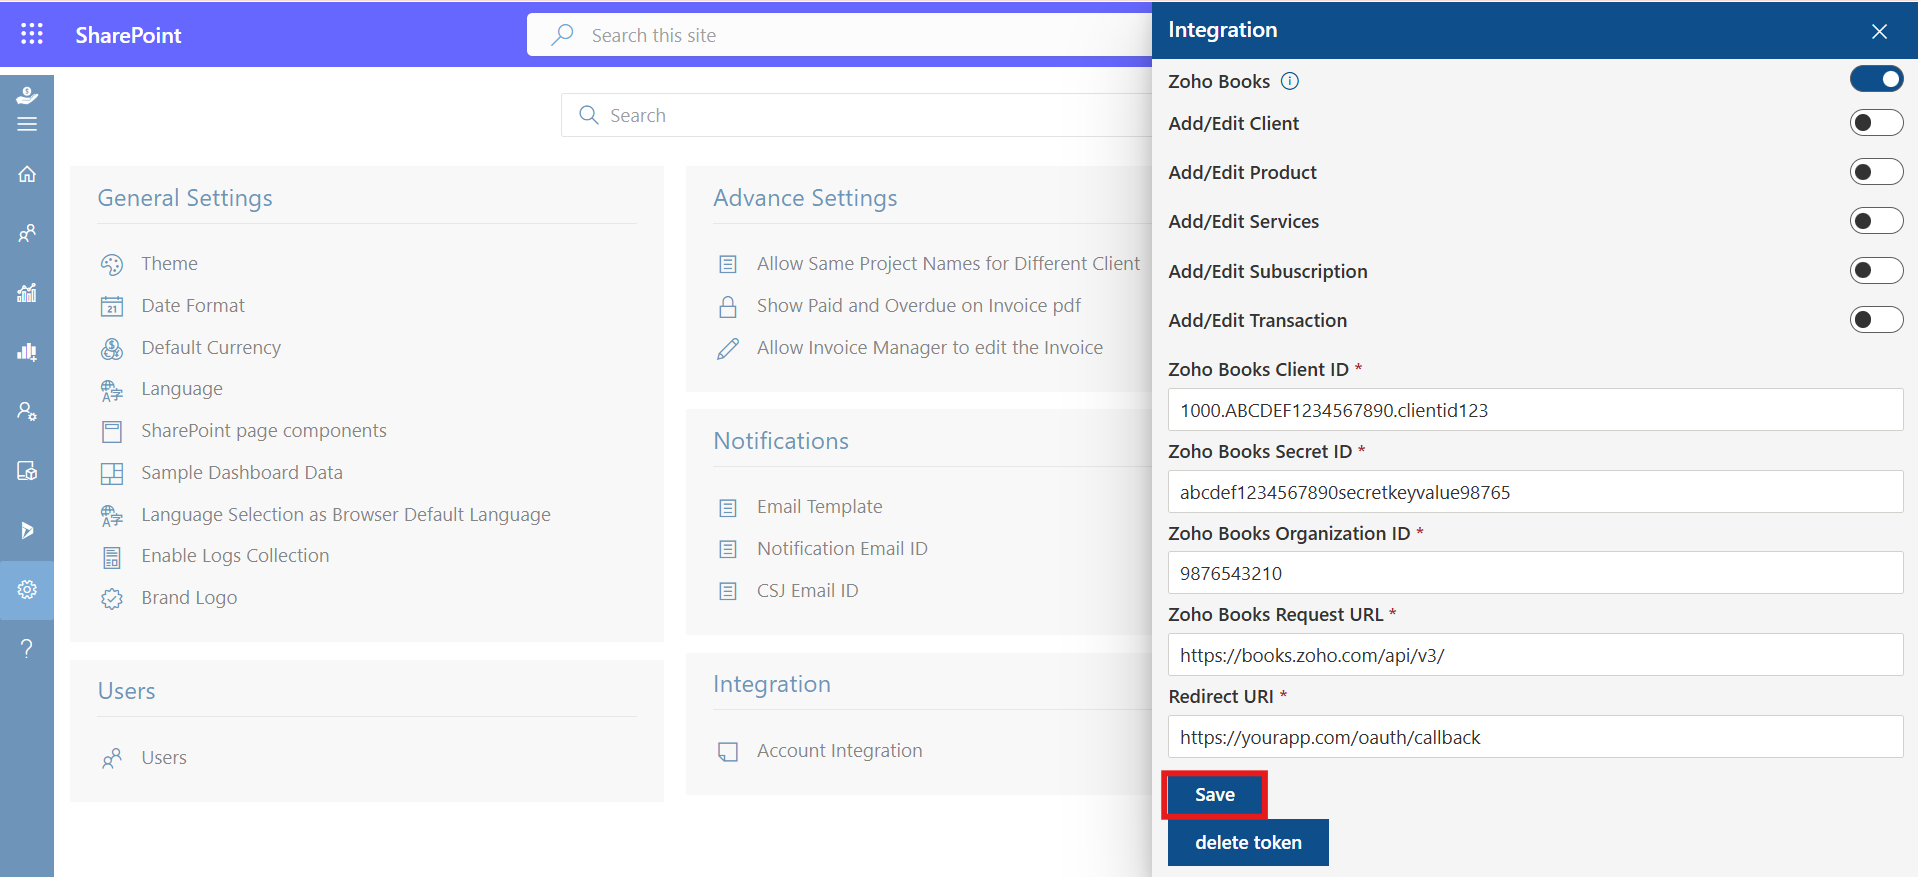 SharePoint
Search this site
Search
General Settings
Theme
21
Date Format
Default Currency
Language
SharePoint page components
Sample Dashboard Data
Language Selection as Browser Default Language
Enable Logs Collection
Brand Logo
Users
Users
Advance Settings
Allow Same Project Names for Different Client
Show Paid and Overdue on Invoice pdf
Allow Invoice Manager to edit the Invoice
Notifications
Email Template
Notification Email ID
CSJ Email ID
Integration
Account Integration
Integration
Zoho Books
Add/Edit Client
Add/Edit Product
Add/Edit Services
Add/Edit Subuscription
Add/Edit Transaction
Zoho Books Client ID *
1000.ABCDEF1234567890.clientid123
Zoho Books Secret ID *
abcdef1234567890secretkeyvalue98765
Zoho Books Organization ID *
9876543210
Zoho Books Request URL *
https://books.zoho.com/api/v3/
Redirect URI *
https://yourapp.com/oauth/callback
Save
delete token